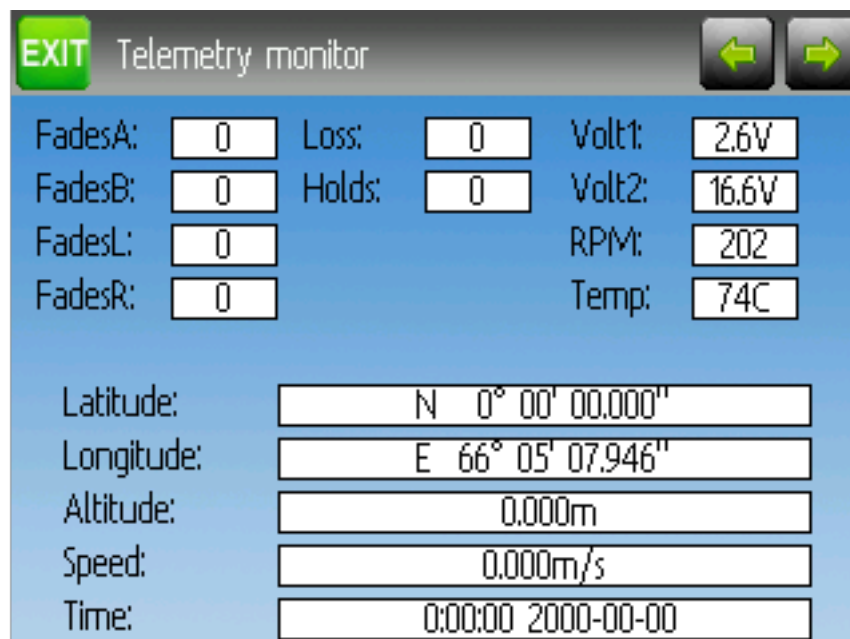 EXIT Telemetry monitor
FadesA: 0 Loss: 0 Volt1: 2.6V
FadesB: 0 Holds: 0 Volt2: 16.6V
FadesL: 0 RPM: 202
FadesR: 0 Temp: 74C
Latitude: N 0° 00' 00.000"
Longitude: E 66° 05' 07.946"
Altitude: 0.000m
Speed: 0.000m/s
Time: 0:00:00 2000-00-00